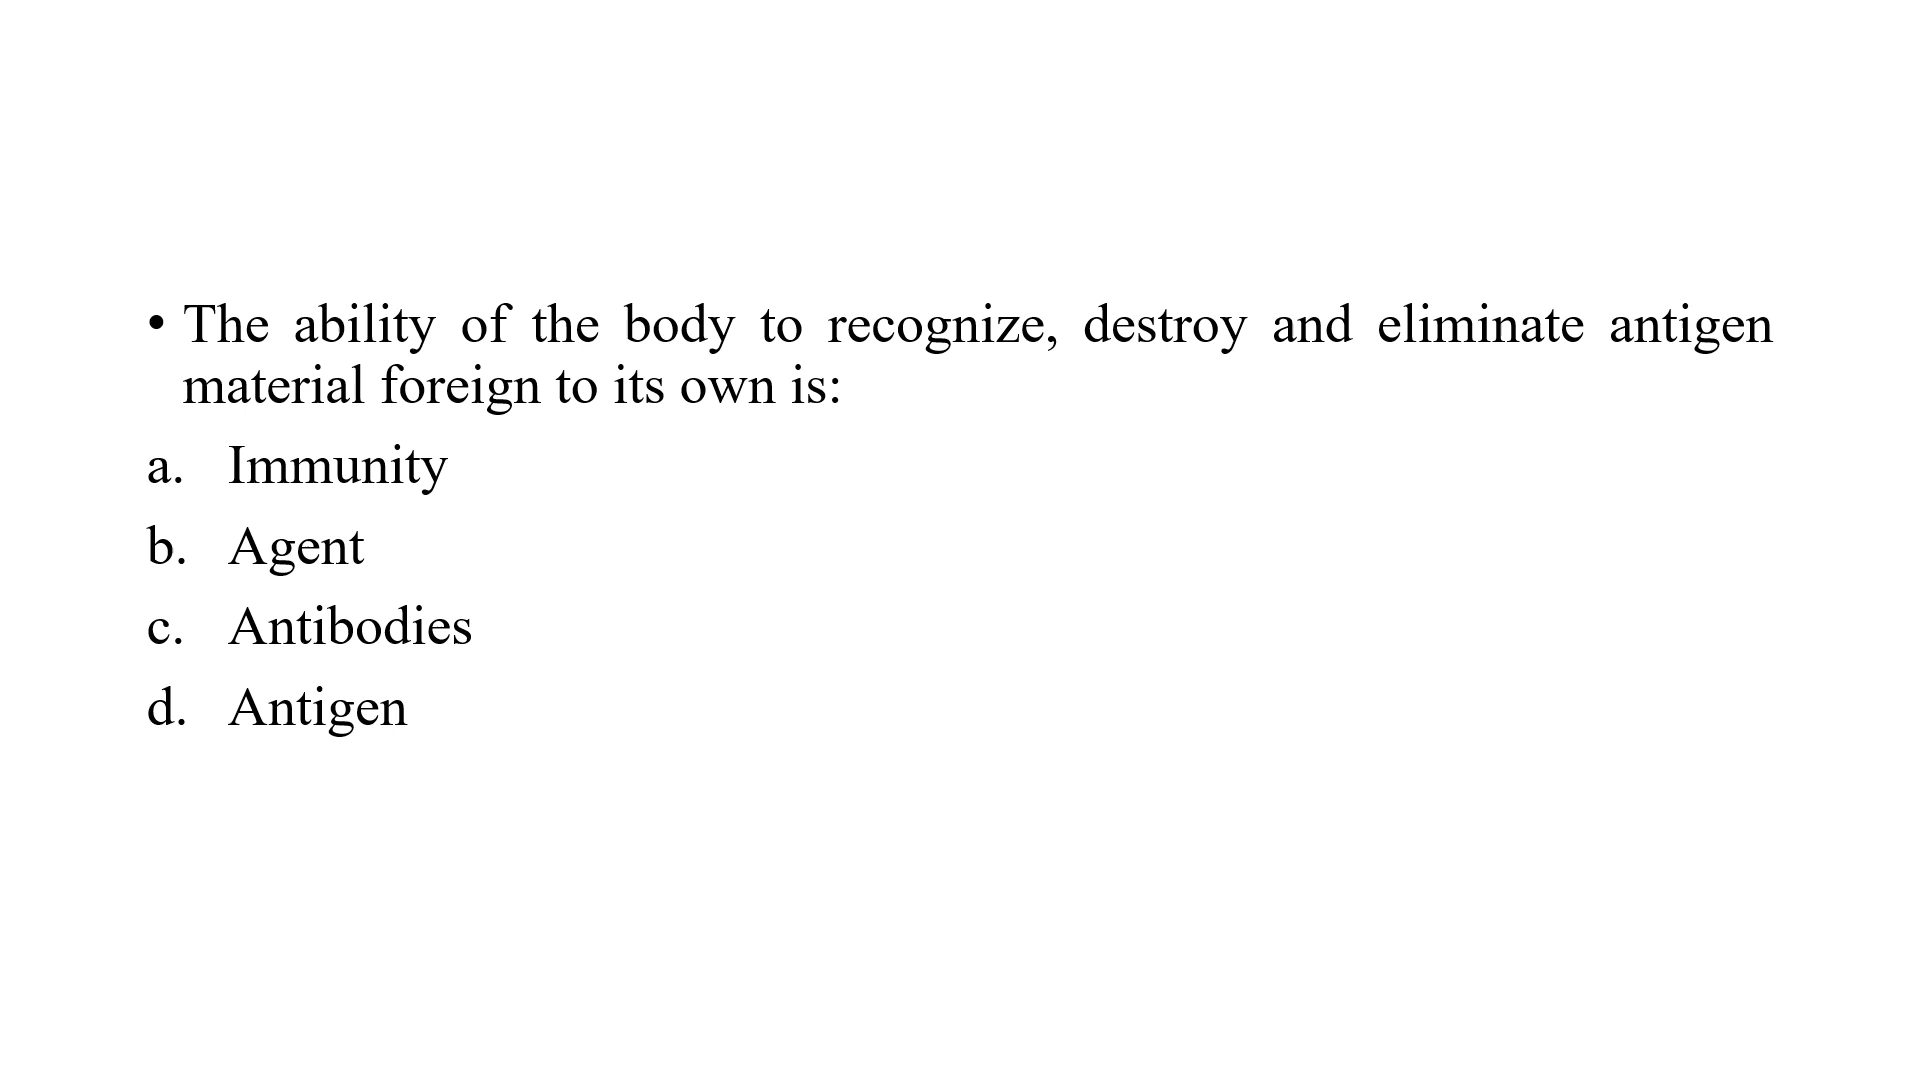 • The ability of the body to recognize, destroy and eliminate antigen
material foreign to its own is:
a. Immunity
b. Agent
c. Antibodies
d. Antigen